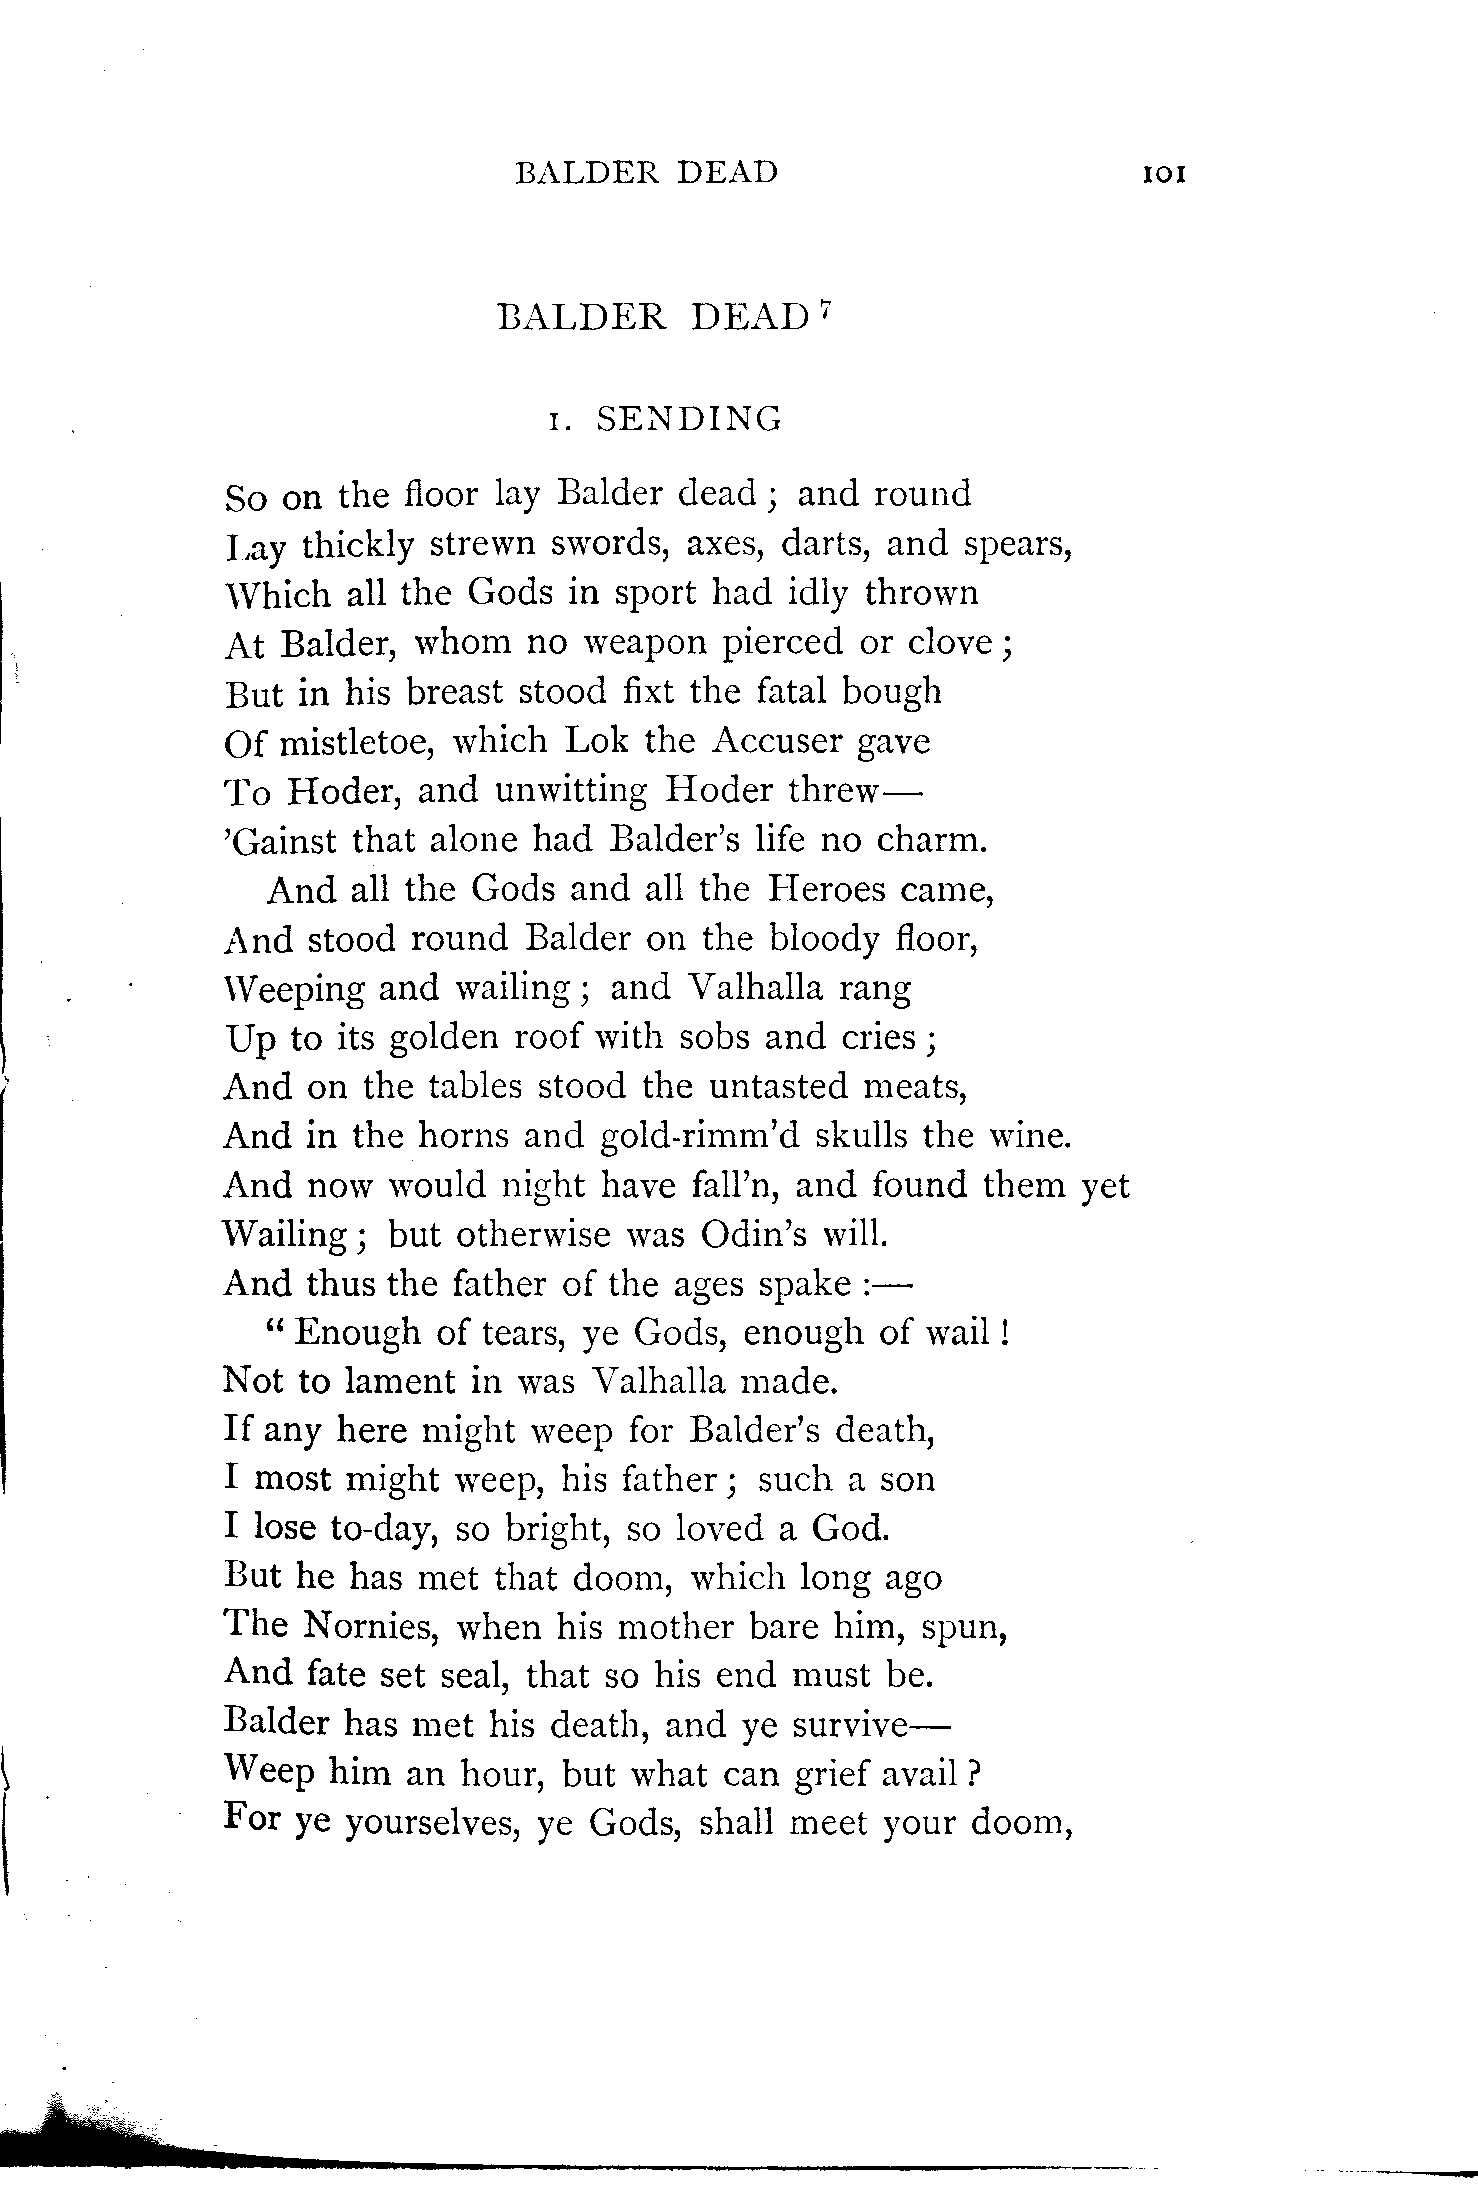 BALDER DEAD 101
BALDER DEAD 7
1. SENDING
So on the floor lay Balder dead; and round
Lay thickly strewn swords, axes, darts, and spears,
Which all the Gods in sport had idly thrown
At Balder, whom no weapon pierced or clove;
But in his breast stood fixt the fatal bough
Of mistletoe, which Lok the Accuser gave
To Hoder, and unwitting Hoder threw—
’Gainst that alone had Balder’s life no charm.
And all the Gods and all the Heroes came,
And stood round Balder on the bloody floor,
Weeping and wailing; and Valhalla rang
Up to its golden roof with sobs and cries;
And on the tables stood the untasted meats,
And in the horns and gold-rimm’d skulls the wine.
And now would night have fall’n, and found them yet
Wailing; but otherwise was Odin’s will.
And thus the father of the ages spake:—
“Enough of tears, ye Gods, enough of wail!
Not to lament in was Valhalla made.
If any here might weep for Balder’s death,
I most might weep, his father; such a son
I lose to-day, so bright, so loved a God.
But he has met that doom, which long ago
The Nornies, when his mother bare him, spun,
And fate set seal, that so his end must be.
Balder has met his death, and ye survive—
Weep him an hour, but what can grief avail?
For ye yourselves, ye Gods, shall meet your doom,